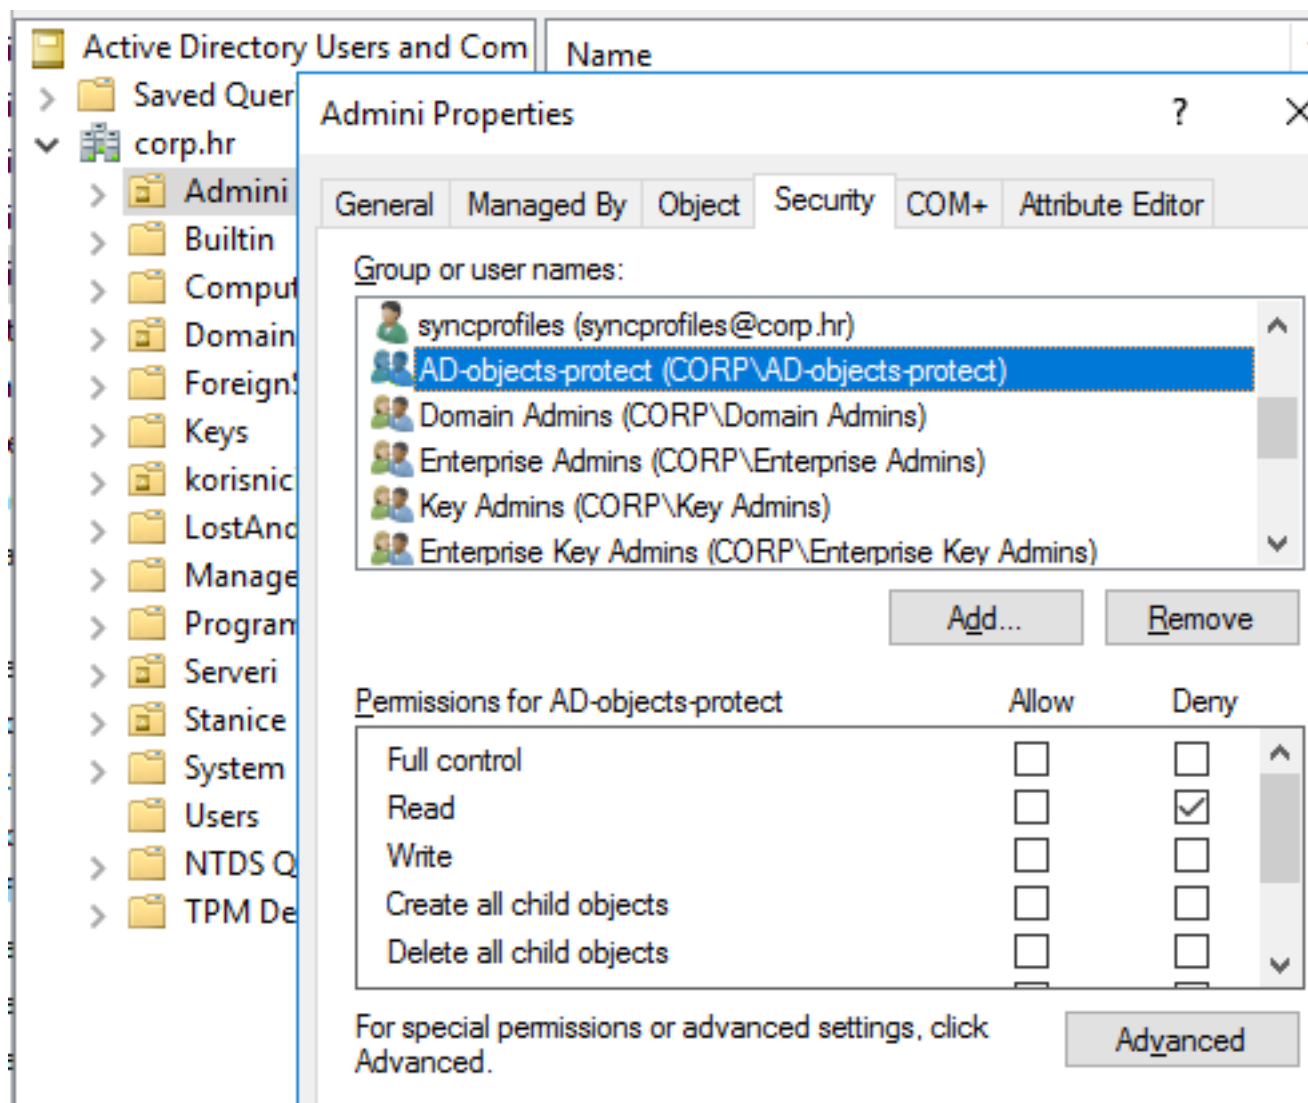 Active Directory Users and Com
Name
Saved Quer
corp.hr
Admini
Builtin
Comput
Domain
Foreign
Keys
korisnic
LostAnd
Manage
Program
Serveri
Stanice
System
Users
NTDS Q
TPM De
Admini Properties
?
General Managed By Object Security COM+ Attribute Editor
Group or user names:
syncprofiles (syncprofiles@corp.hr)
AD-objects-protect (CORP\AD-objects-protect)
Domain Admins (CORP\Domain Admins)
Enterprise Admins (CORP\Enterprise Admins)
Key Admins (CORP\Key Admins)
Enterprise Key Admins (CORP\Enterprise Key Admins)
Add... Remove
Permissions for AD-objects-protect Allow Deny
Full control
Read
Write
Create all child objects
Delete all child objects
For special permissions or advanced settings, click
Advanced.
Advanced